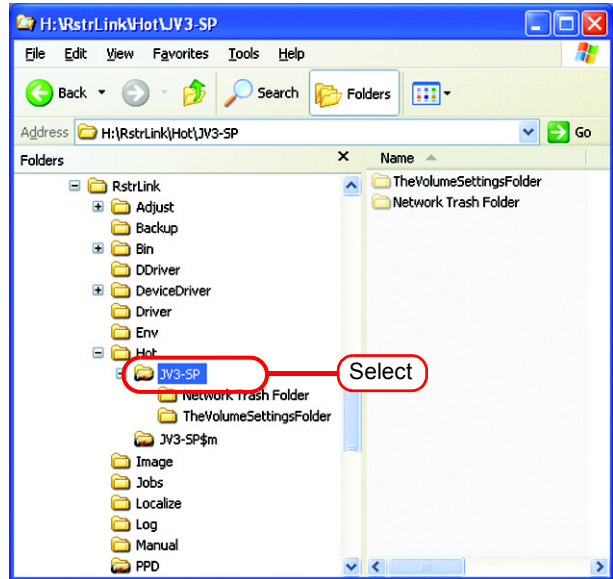 H:\RstrLink\Hot\JV3-SP
File Edit View Favorites Tools Help
Back Search Folders
Address H:\RstrLink\Hot\JV3-SP Go
Folders
Name
RstrLink
Adjust
Backup
Bin
DDriver
DeviceDriver
Driver
Env
Hot
JV3-SP
Network Trash Folder
TheVolumeSettingsFolder
JV3-SP$m
Image
Jobs
Localize
Log
Manual
PPD
Select
TheVolumeSettingsFolder
Network Trash Folder